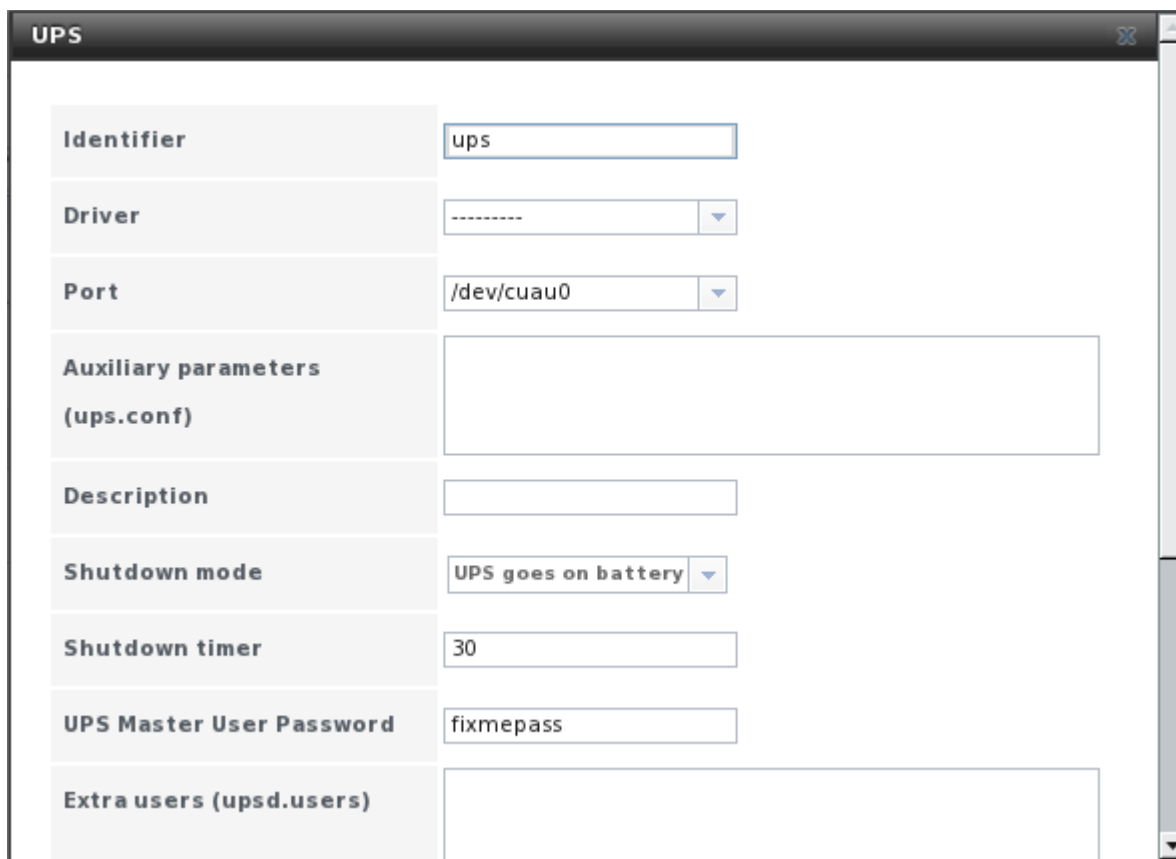 UPS
Identifier
ups
Driver
---------
Port
/dev/cuau0
Auxiliary parameters
(ups.conf)
Description
Shutdown mode
UPS goes on battery
Shutdown timer
30
UPS Master User Password
fixmepass
Extra users (upsd.users)